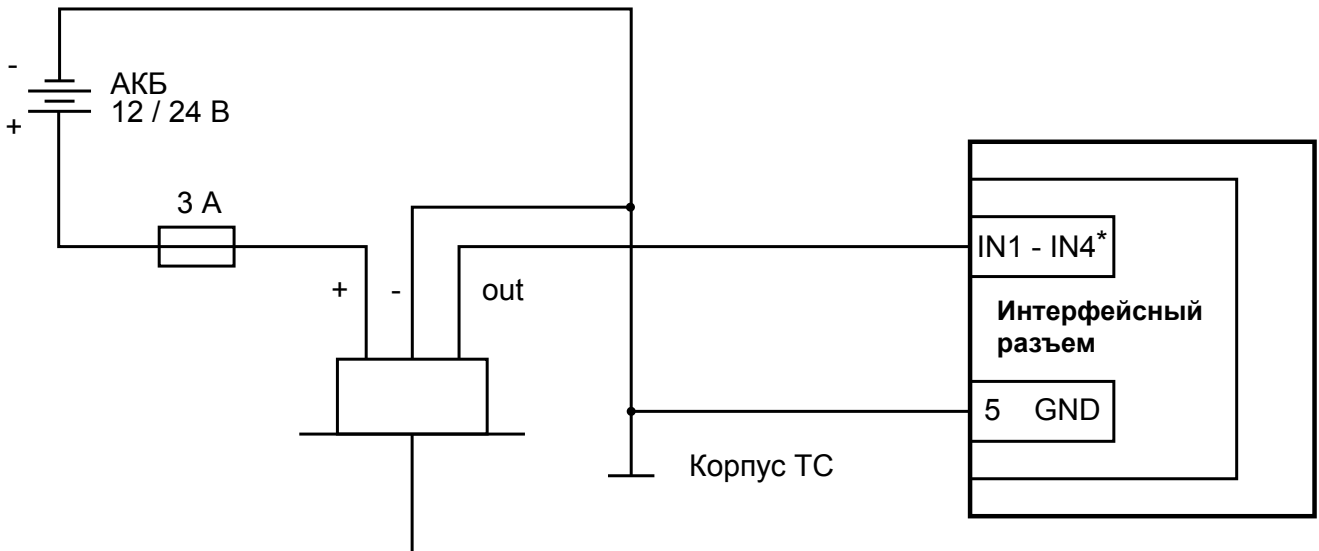 -
АКБ
12 / 24 В
+
3 А
+
-
out
IN1 - IN4*
Интерфейсный
разъем
5 GND
Корпус ТС